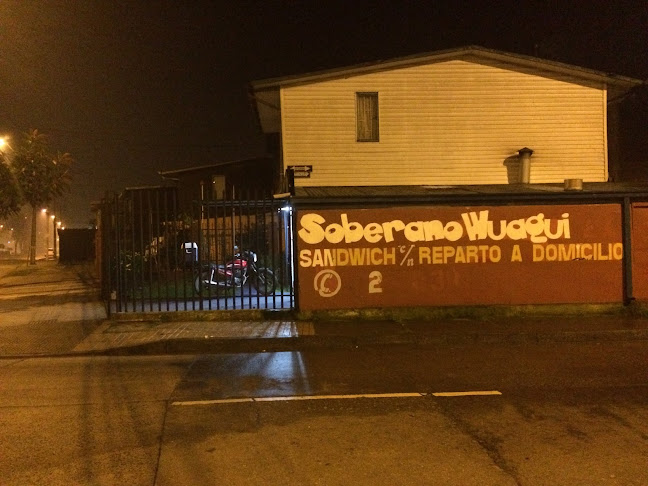 Soberano Wuagui
SANDWICH c/n REPARTO A DOMICILIO
2